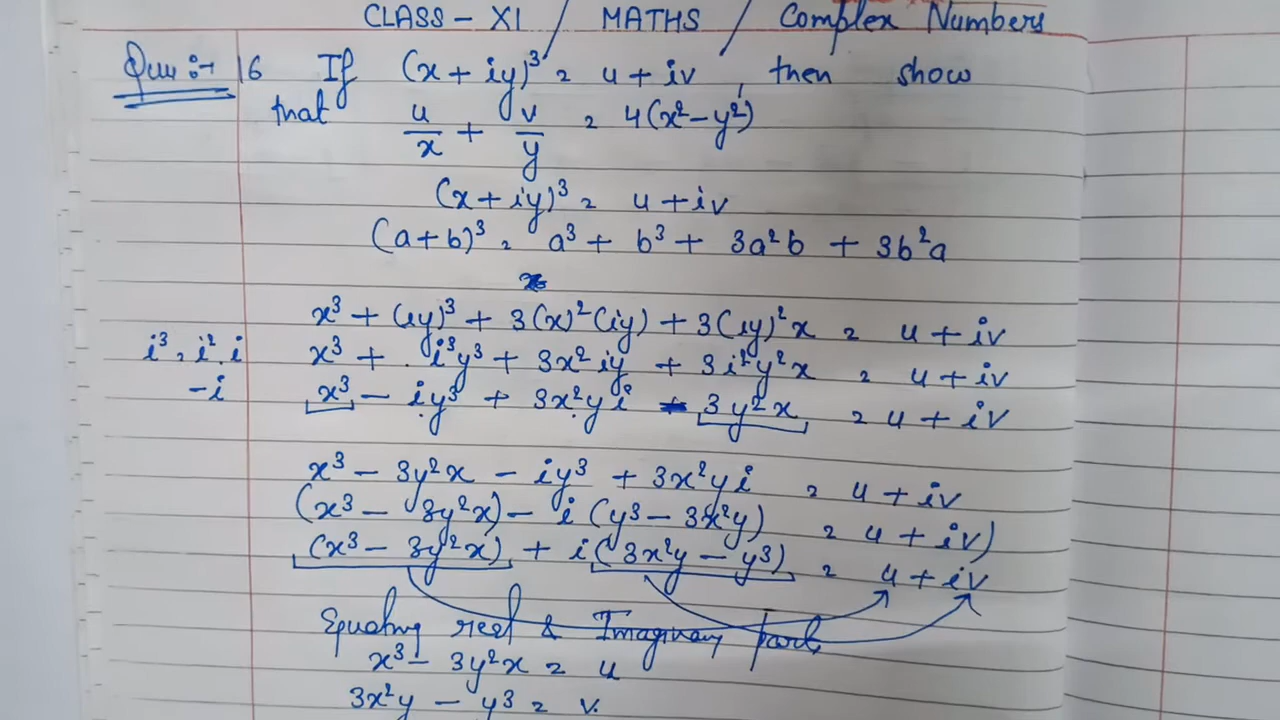 CLASS - XI / MATHS / Complex Numbers
Ques :- 16 If (x + iy)³ = u + iv, then show
that u/x + v/y = 4(x² - y²)
(x + iy)³ = u + iv
(a + b)³ = a³ + b³ + 3a²b + 3b²a
x³ + (iy)³ + 3(x)²(iy) + 3(iy)²x = u + iv
i³ = i².i x³ + i³y³ + 3x²iy + 3i²y²x = u + iv
-i x³ - iy³ + 3x²yi - 3y²x = u + iv
x³ - 3y²x - iy³ + 3x²yi = u + iv
(x³ - 3y²x) - i(y³ - 3x²y) = u + iv)
(x³ - 3y²x) + i(3x²y - y³) = u + iv
Equating real & Imaginary part
x³ - 3y²x = u
3x²y - y³ = v.